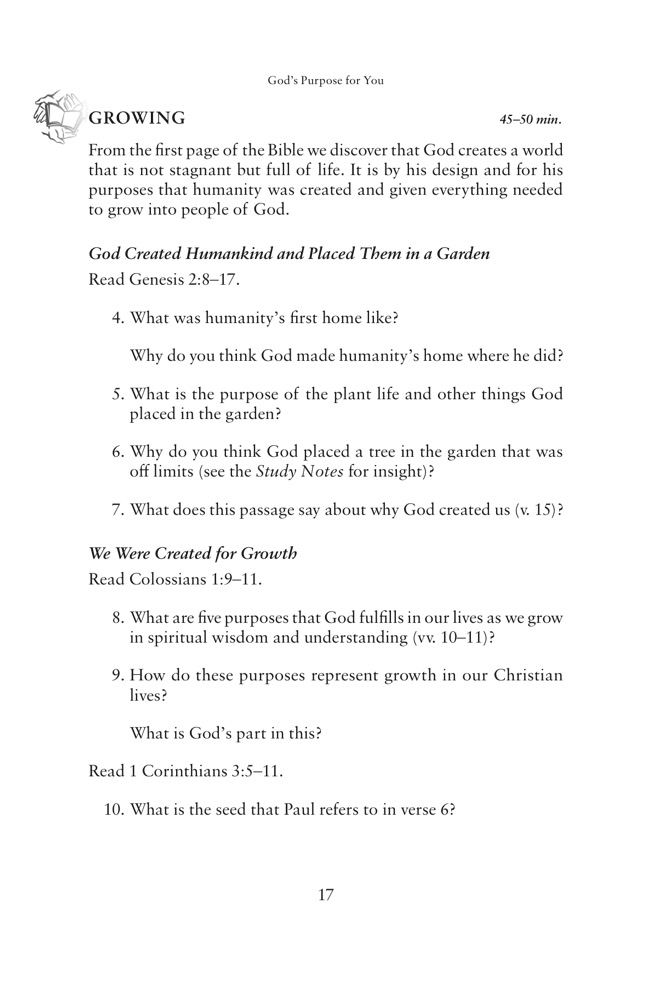 God's Purpose for You
GROWING 45–50 min.
From the first page of the Bible we discover that God creates a world
that is not stagnant but full of life. It is by his design and for his
purposes that humanity was created and given everything needed
to grow into people of God.
God Created Humankind and Placed Them in a Garden
Read Genesis 2:8–17.
4. What was humanity's first home like?
Why do you think God made humanity's home where he did?
5. What is the purpose of the plant life and other things God
placed in the garden?
6. Why do you think God placed a tree in the garden that was
off limits (see the Study Notes for insight)?
7. What does this passage say about why God created us (v. 15)?
We Were Created for Growth
Read Colossians 1:9–11.
8. What are five purposes that God fulfills in our lives as we grow
in spiritual wisdom and understanding (vv. 10–11)?
9. How do these purposes represent growth in our Christian
lives?
What is God's part in this?
Read 1 Corinthians 3:5–11.
10. What is the seed that Paul refers to in verse 6?
17